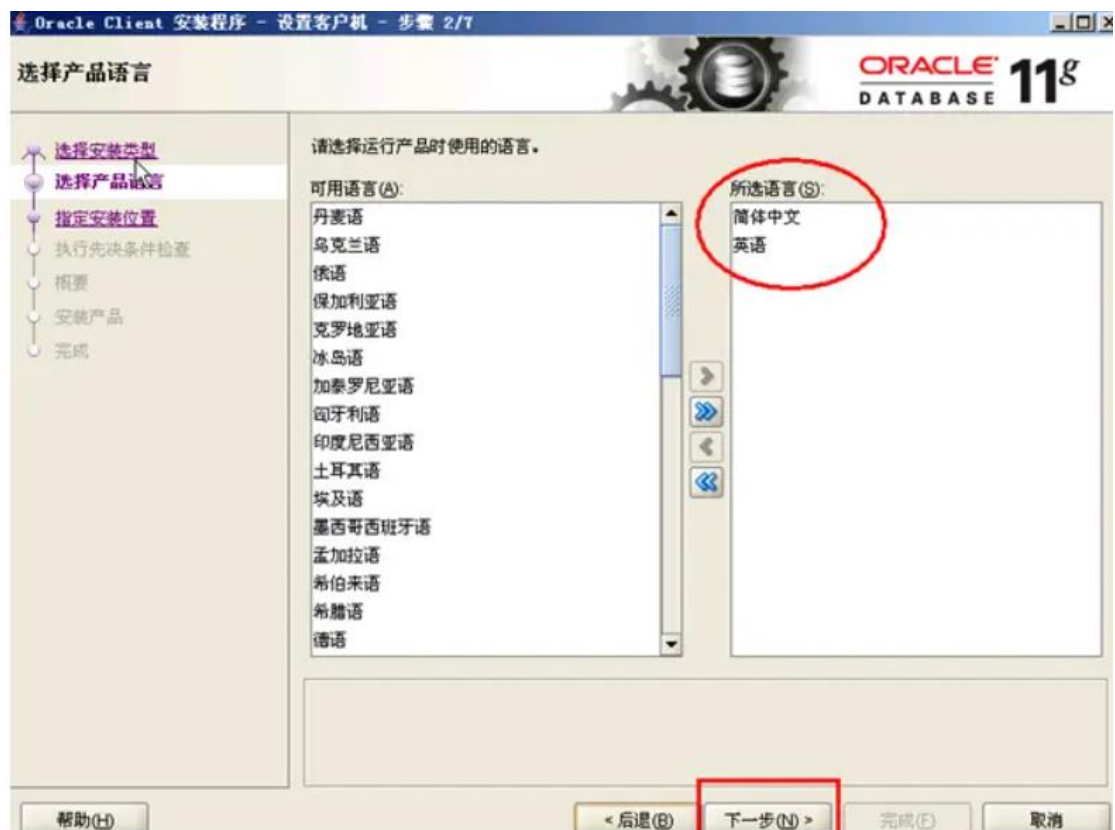 Oracle Client 安装程序 - 设置客户机 - 步骤 2/7
选择产品语言
ORACLE
DATABASE
11g
选择安装类型
选择产品语言
指定安装位置
执行先决条件检查
概要
安装产品
完成
请选择运行产品时使用的语言。
可用语言(A):
丹麦语
乌克兰语
俄语
保加利亚语
克罗地亚语
冰岛语
加泰罗尼亚语
匈牙利语
印度尼西亚语
土耳其语
埃及语
墨西哥西班牙语
孟加拉语
希伯来语
希腊语
德语
所选语言(S):
简体中文
英语
帮助(H)
< 后退(B)
下一步(N) >
完成(F)
取消